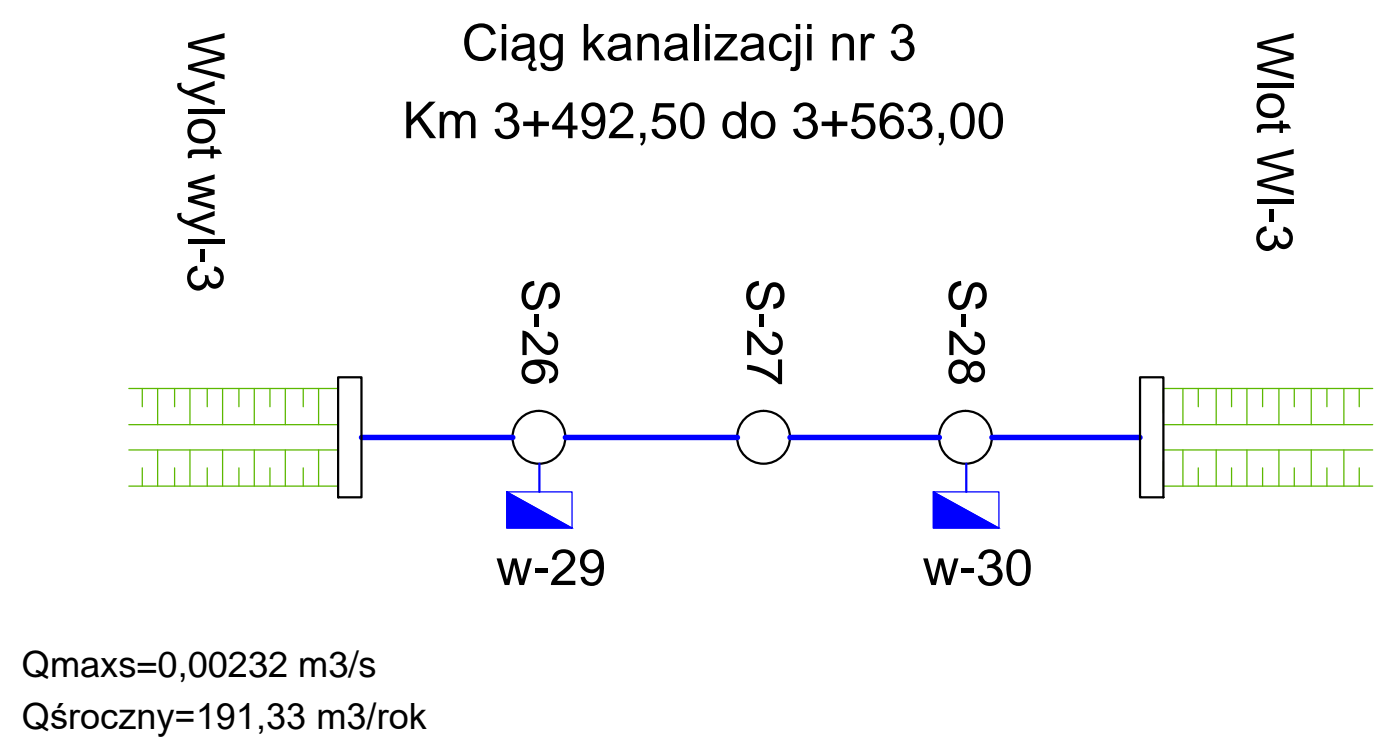 Ciąg kanalizacji nr 3
Km 3+492,50 do 3+563,00
Wylot wyl-3
Wlot Wl-3
S-26
S-27
S-28
w-29
w-30
Qmaxs=0,00232 m3/s
Qśroczny=191,33 m3/rok